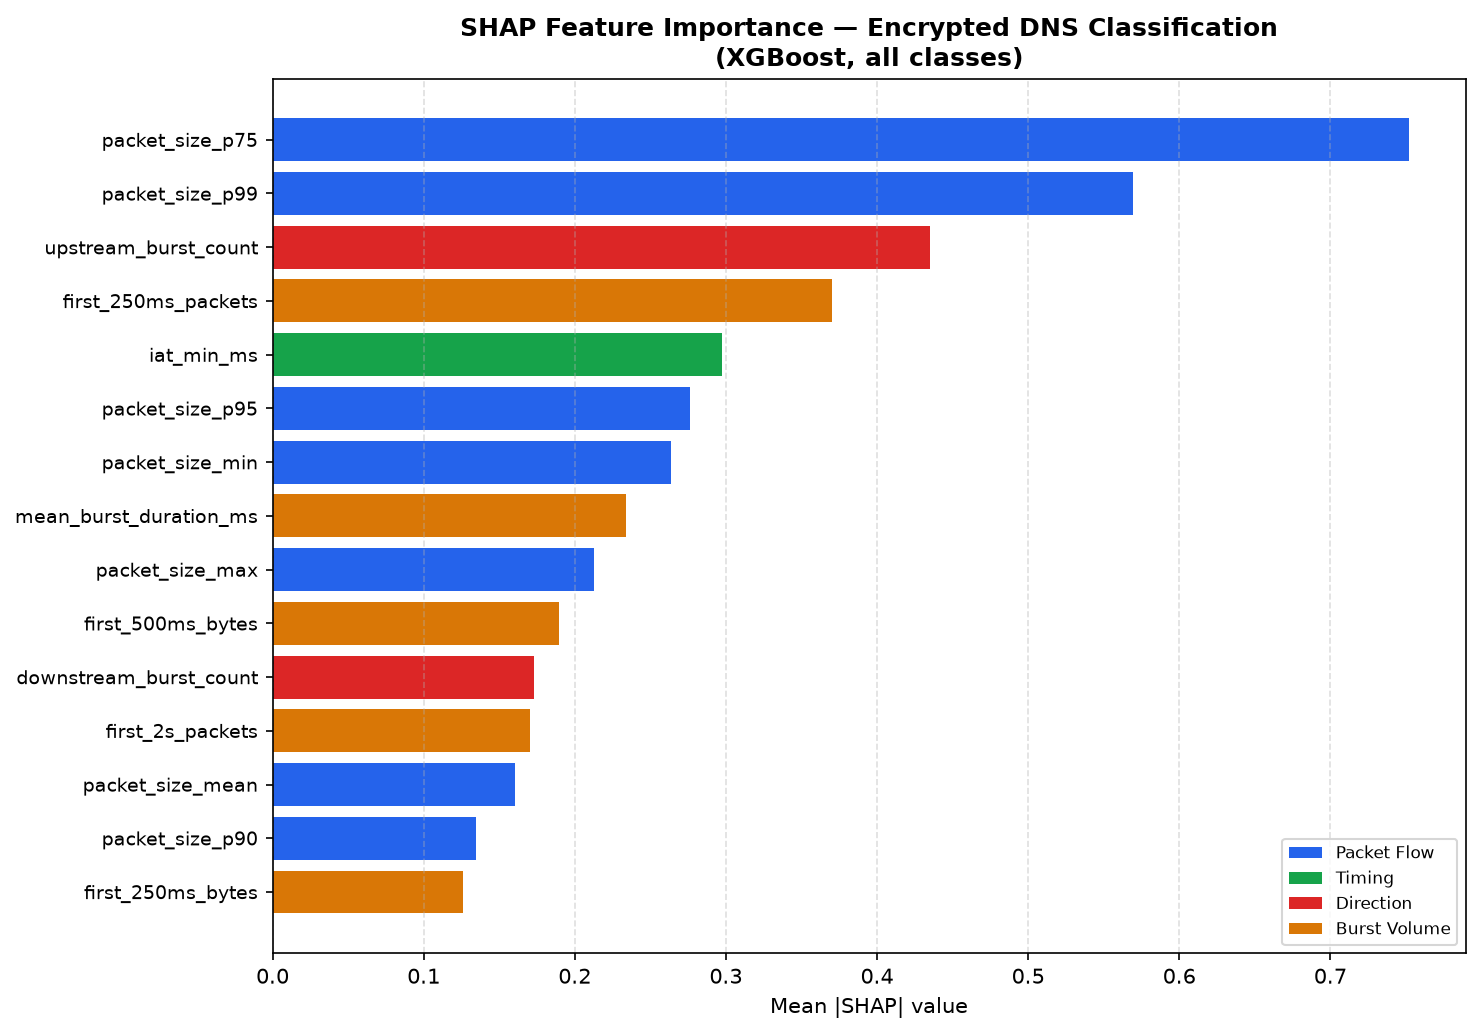 SHAP Feature Importance — Encrypted DNS Classification
(XGBoost, all classes)
packet_size_p75
packet_size_p99
upstream_burst_count
first_250ms_packets
iat_min_ms
packet_size_p95
packet_size_min
mean_burst_duration_ms
packet_size_max
first_500ms_bytes
downstream_burst_count
first_2s_packets
packet_size_mean
packet_size_p90
first_250ms_bytes
Packet Flow
Timing
Direction
Burst Volume
0.0 0.1 0.2 0.3 0.4 0.5 0.6 0.7
Mean |SHAP| value